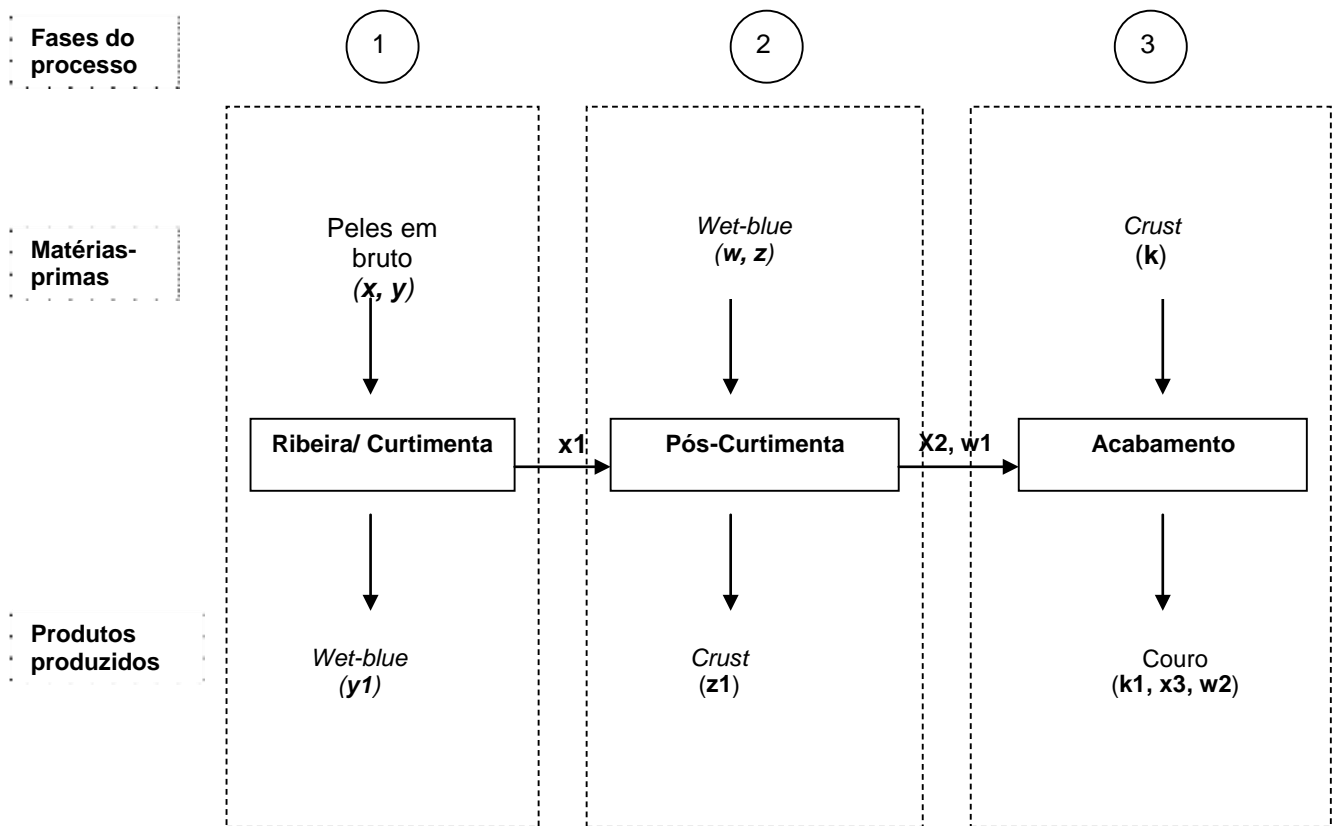 Fases do
processo
1
2
3
Matérias-
primas
Peles em
bruto
(x, y)
Wet-blue
(w, z)
Crust
(k)
Ribeira/ Curtimenta
x1
Pós-Curtimenta
X2, w1
Acabamento
Produtos
produzidos
Wet-blue
(y1)
Crust
(z1)
Couro
(k1, x3, w2)